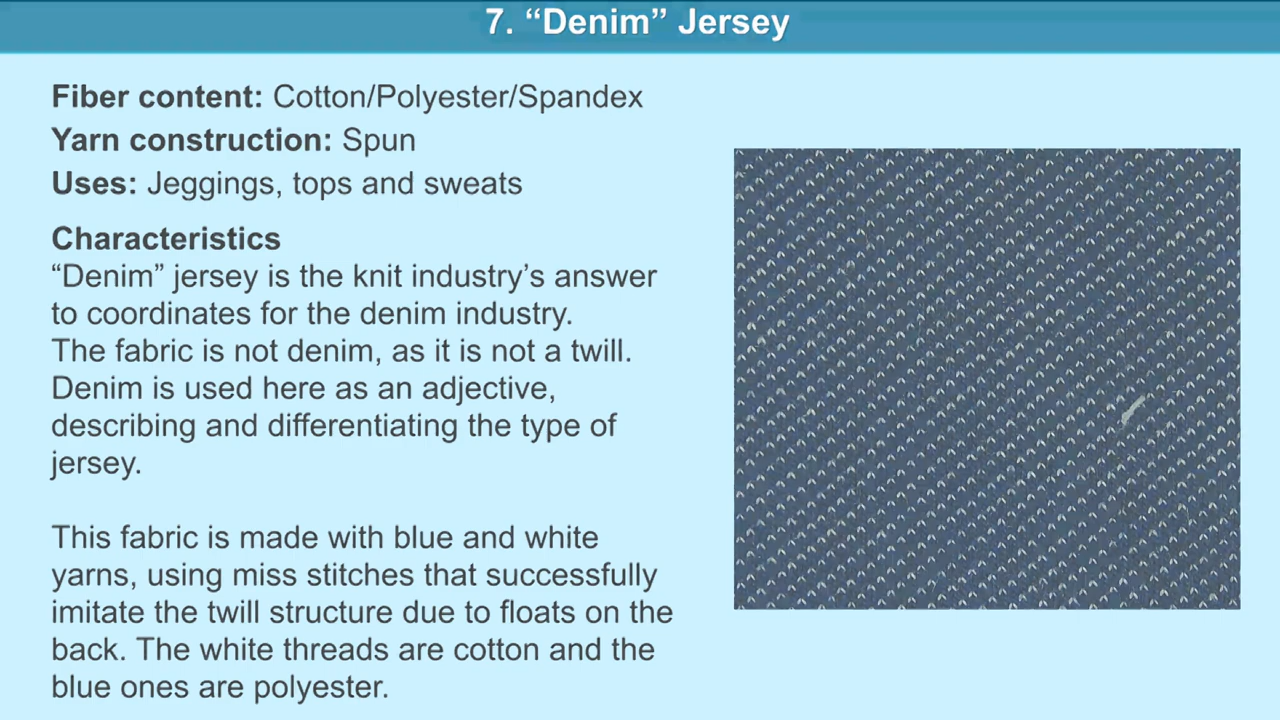 7. “Denim” Jersey
Fiber content: Cotton/Polyester/Spandex
Yarn construction: Spun
Uses: Jeggings, tops and sweats
Characteristics
“Denim” jersey is the knit industry’s answer
to coordinates for the denim industry.
The fabric is not denim, as it is not a twill.
Denim is used here as an adjective,
describing and differentiating the type of
jersey.
This fabric is made with blue and white
yarns, using miss stitches that successfully
imitate the twill structure due to floats on the
back. The white threads are cotton and the
blue ones are polyester.